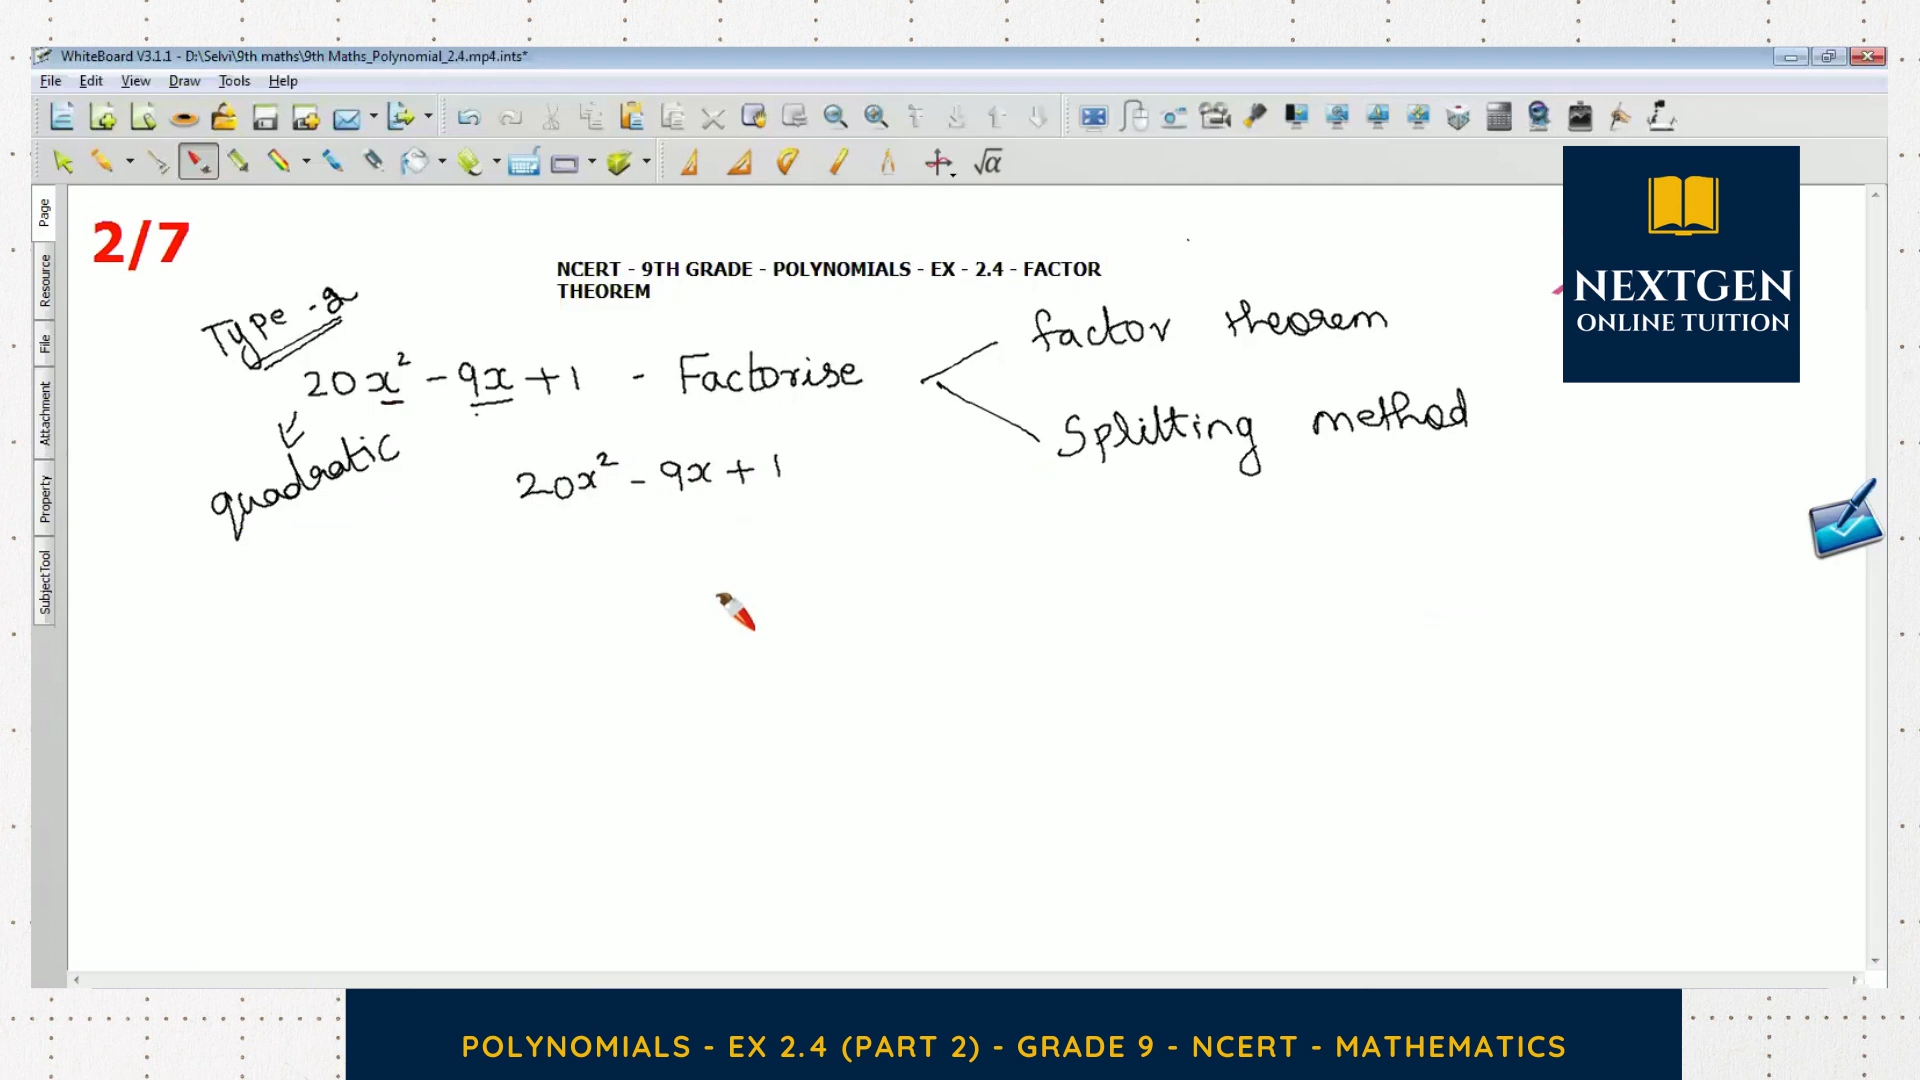 WhiteBoard V3.1.1 - D:\Selvi\9th maths\9th Maths_Polynomial_2.4.mp4.ints*
File Edit View Draw Tools Help
√α
Page
Resource
File
Attachment
Property
SubjectTool
2/7
NCERT - 9TH GRADE - POLYNOMIALS - EX - 2.4 - FACTOR
THEOREM
NEXTGEN
ONLINE TUITION
Type - 2
20x² - 9x + 1 - Factorise
factor theorem
Splitting method
quadratic
20x² - 9x + 1
POLYNOMIALS - EX 2.4 (PART 2) - GRADE 9 - NCERT - MATHEMATICS